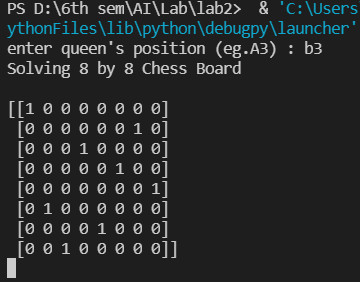 PS D:\6th sem\AI\Lab\lab2>  & 'C:\Users
ythonFiles\lib\python\debugpy\launcher'
enter queen's position (eg.A3) : b3
Solving 8 by 8 Chess Board
[[1 0 0 0 0 0 0 0]
[0 0 0 0 0 0 1 0]
[0 0 0 1 0 0 0 0]
[0 0 0 0 0 1 0 0]
[0 0 0 0 0 0 0 1]
[0 1 0 0 0 0 0 0]
[0 0 0 0 1 0 0 0]
[0 0 1 0 0 0 0 0]]